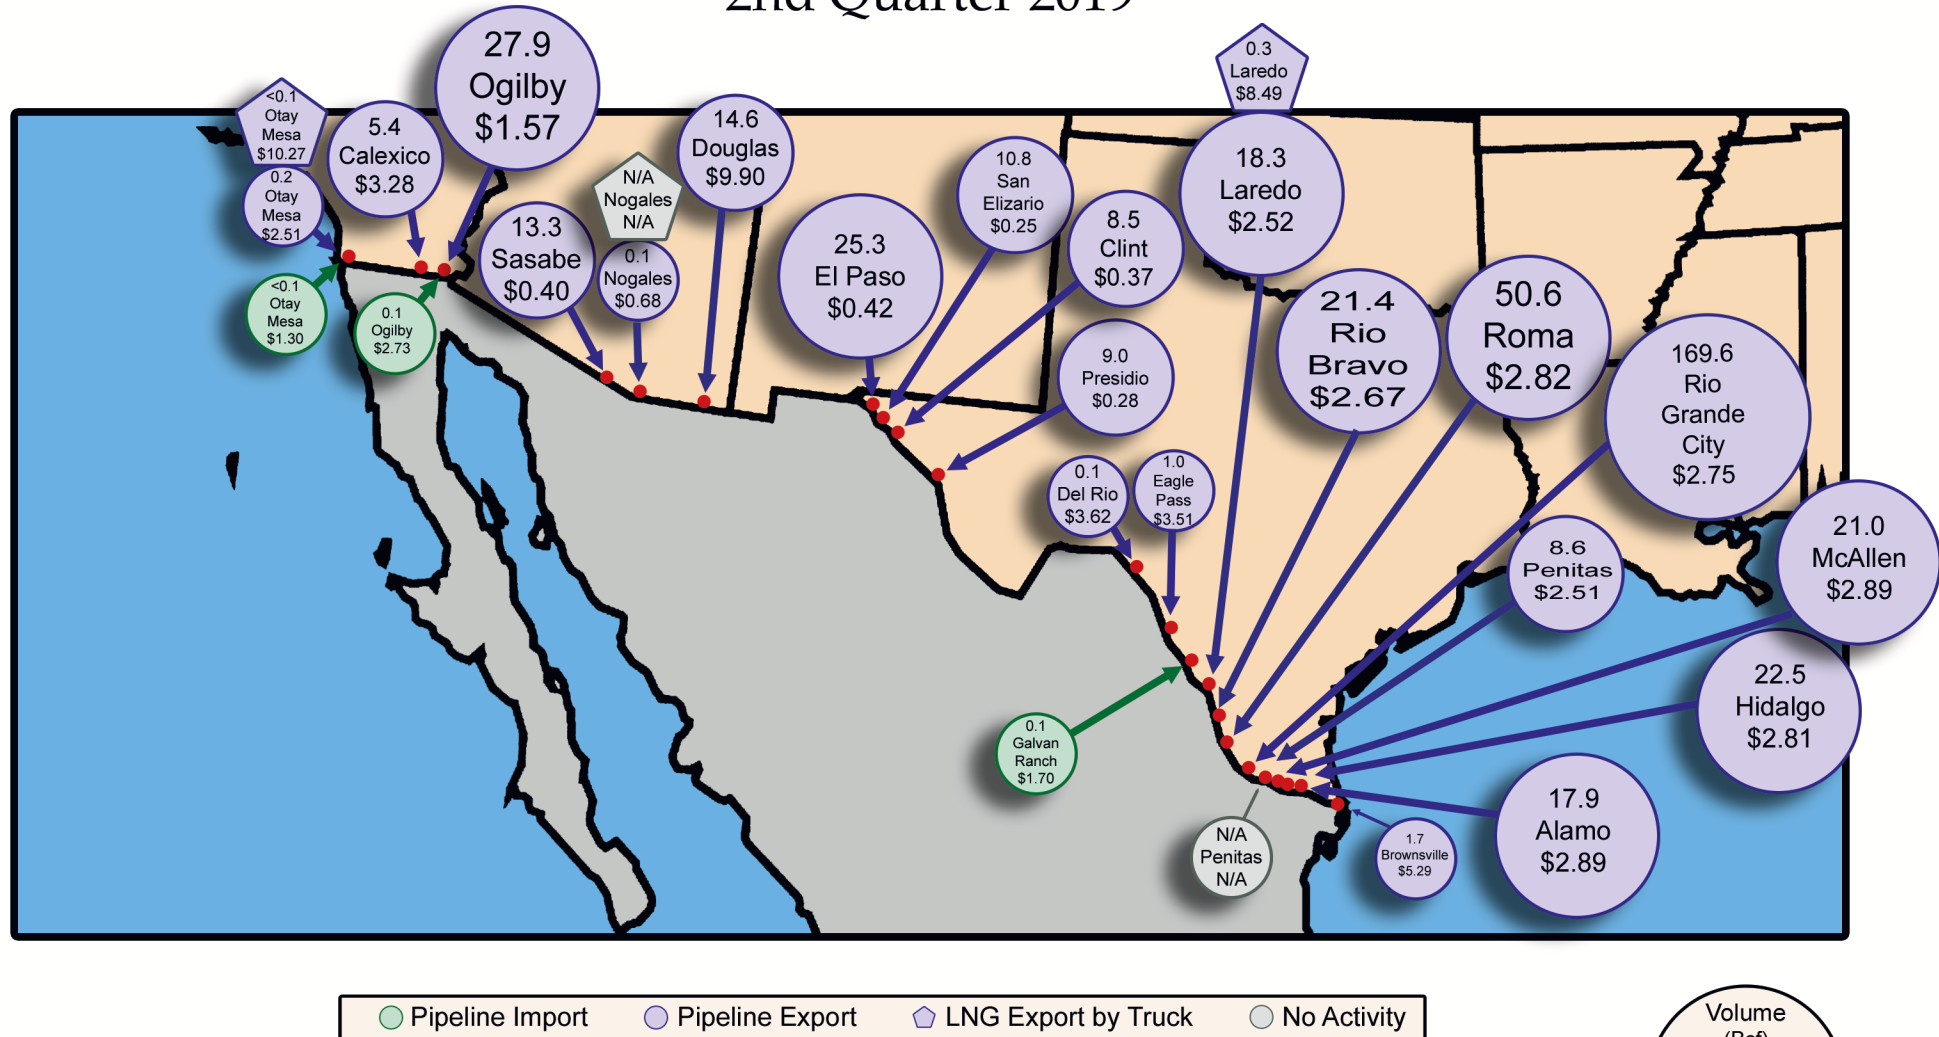 2nd Quarter 2019
<0.1
Otay
Mesa
$10.27
0.2
Otay
Mesa
$2.51
<0.1
Otay
Mesa
$1.30
5.4
Calexico
$3.28
27.9
Ogilby
$1.57
0.1
Ogilby
$2.73
13.3
Sasabe
$0.40
N/A
Nogales
N/A
0.1
Nogales
$0.68
14.6
Douglas
$9.90
25.3
El Paso
$0.42
10.8
San
Elizario
$0.25
8.5
Clint
$0.37
9.0
Presidio
$0.28
0.1
Del Rio
$3.62
1.0
Eagle
Pass
$3.51
0.3
Laredo
$8.49
18.3
Laredo
$2.52
21.4
Rio
Bravo
$2.67
50.6
Roma
$2.82
169.6
Rio
Grande
City
$2.75
8.6
Penitas
$2.51
21.0
McAllen
$2.89
22.5
Hidalgo
$2.81
17.9
Alamo
$2.89
1.7
Brownsville
$5.29
0.1
Galvan
Ranch
$1.70
N/A
Penitas
N/A
Pipeline Import
Pipeline Export
LNG Export by Truck
No Activity
Volume
(Bcf)